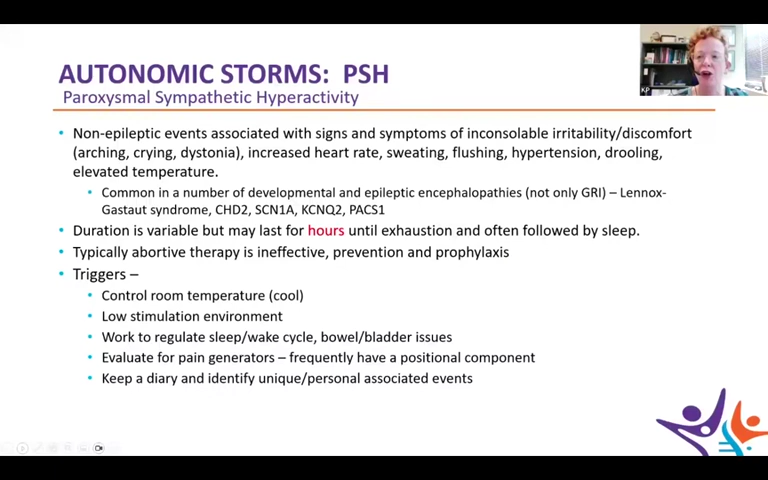 AUTONOMIC STORMS:  PSH
Paroxysmal Sympathetic Hyperactivity
• Non-epileptic events associated with signs and symptoms of inconsolable irritability/discomfort
(arching, crying, dystonia), increased heart rate, sweating, flushing, hypertension, drooling,
elevated temperature.
• Common in a number of developmental and epileptic encephalopathies (not only GRI) – Lennox-
Gastaut syndrome, CHD2, SCN1A, KCNQ2, PACS1
• Duration is variable but may last for hours until exhaustion and often followed by sleep.
• Typically abortive therapy is ineffective, prevention and prophylaxis
• Triggers –
• Control room temperature (cool)
• Low stimulation environment
• Work to regulate sleep/wake cycle, bowel/bladder issues
• Evaluate for pain generators – frequently have a positional component
• Keep a diary and identify unique/personal associated events
KP